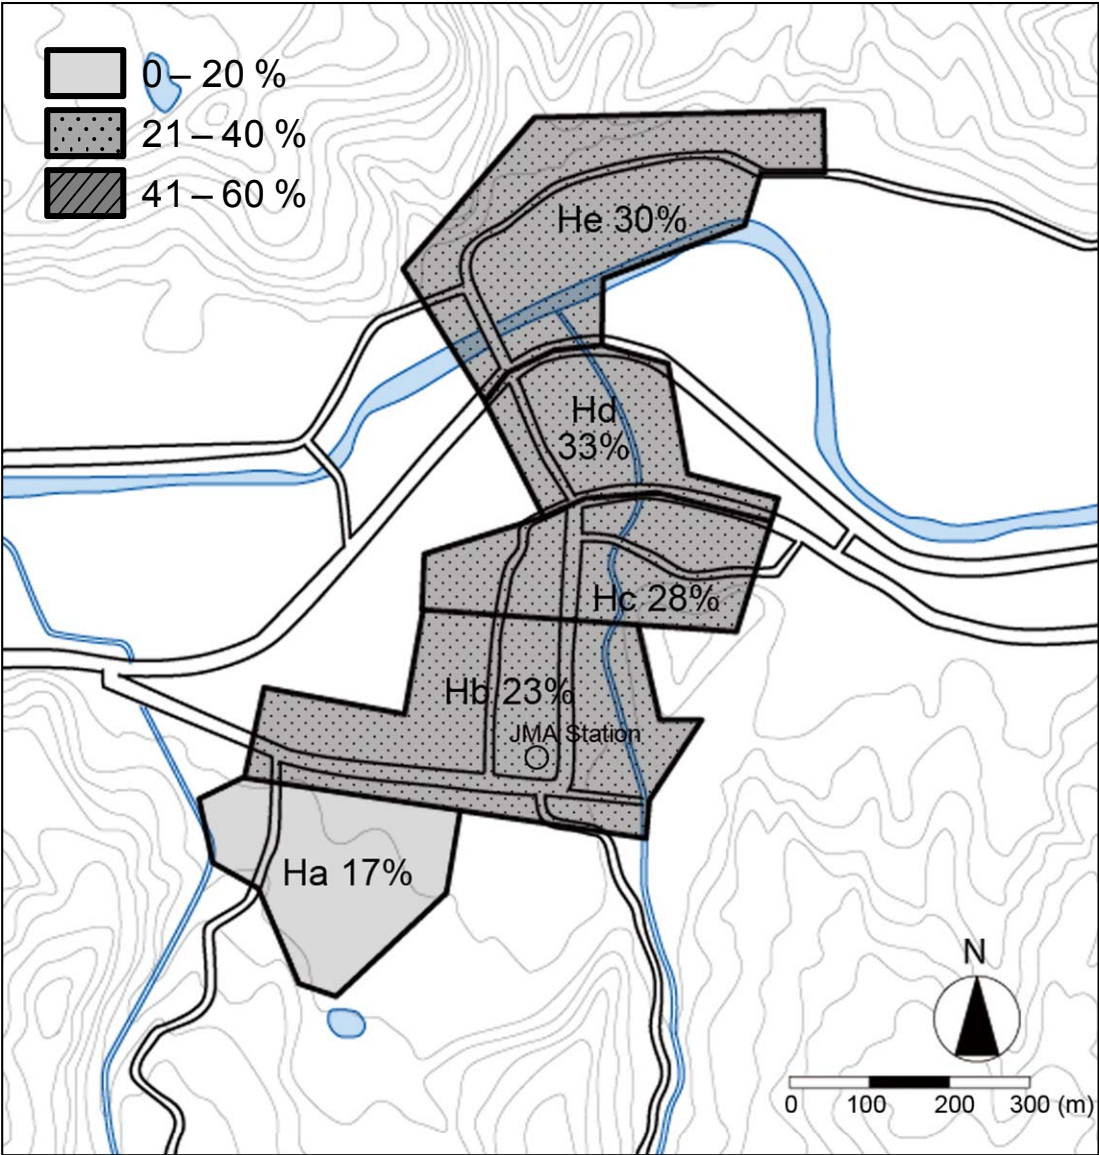 0 – 20 %
21 – 40 %
41 – 60 %
He 30%
Hd
33%
Hc 28%
Hb 23%
JMA Station
Ha 17%
N
0 100 200 300 (m)